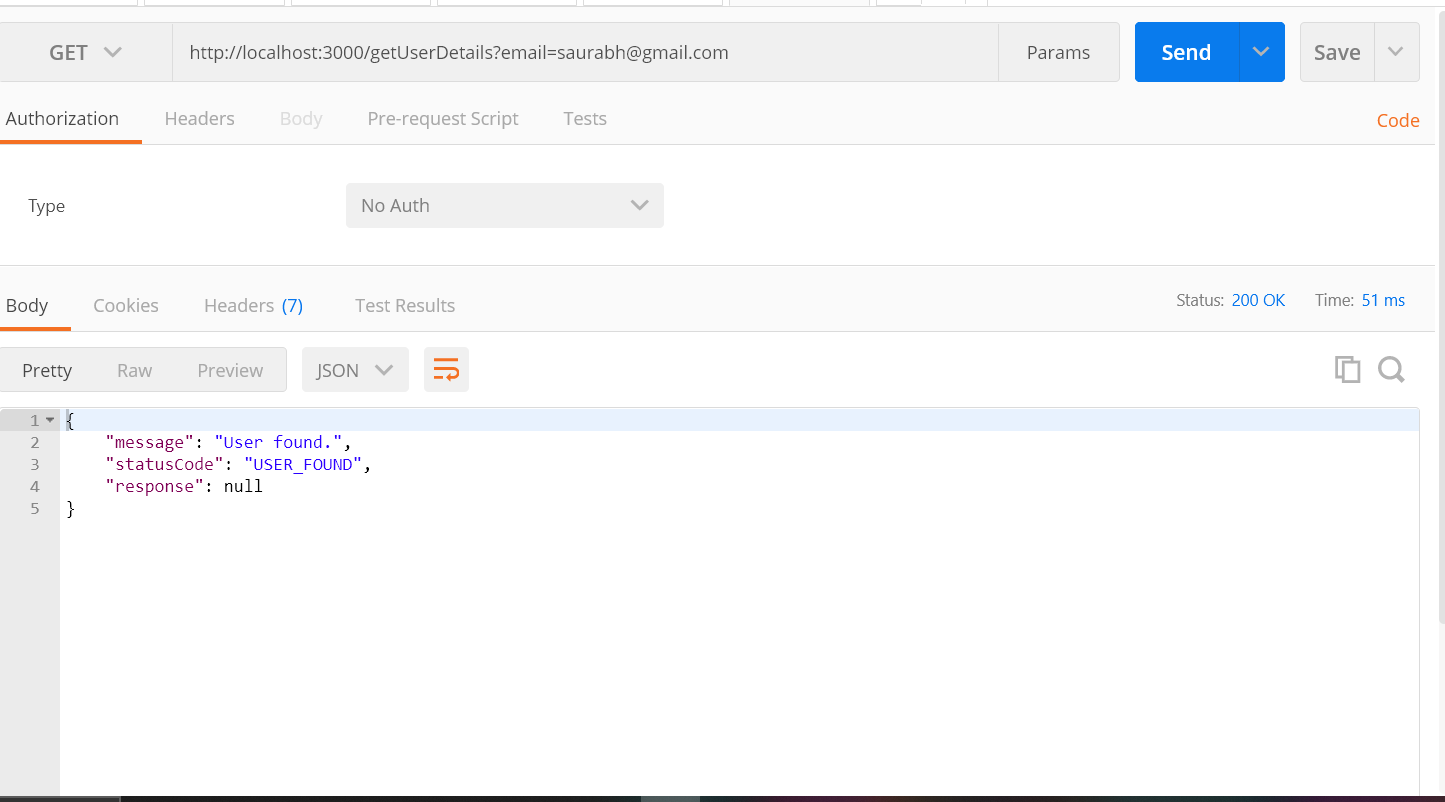 GET http://localhost:3000/getUserDetails?email=saurabh@gmail.com Params Send Save
Authorization Headers Body Pre-request Script Tests Code
Type No Auth
Body Cookies Headers (7) Test Results Status: 200 OK Time: 51 ms
Pretty Raw Preview JSON
1 {
2 "message": "User found.",
3 "statusCode": "USER_FOUND",
4 "response": null
5 }